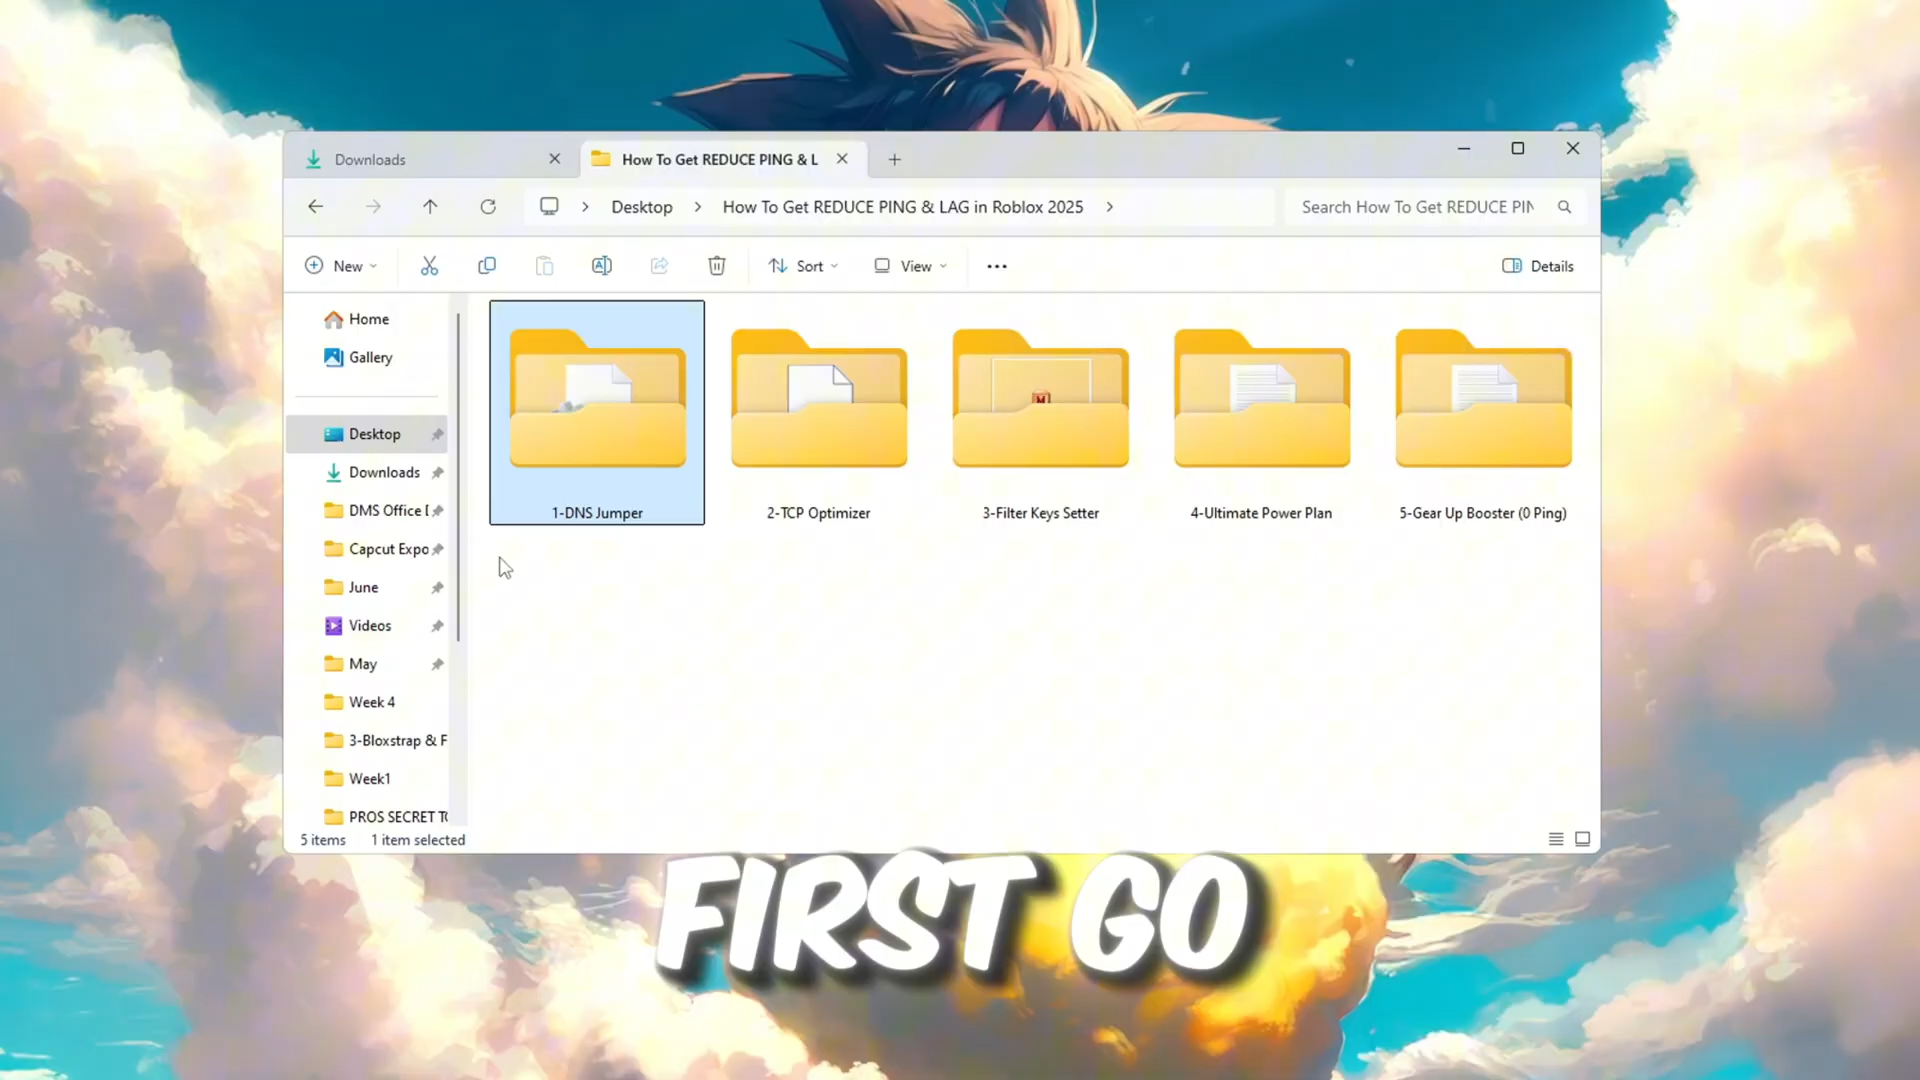 Downloads
How To Get REDUCE PING & L
Desktop
How To Get REDUCE PING & LAG in Roblox 2025
Search How To Get REDUCE PIN
New
Sort
View
Details
Home
Gallery
Desktop
Downloads
DMS Office D
Capcut Expo
June
Videos
May
Week 4
3-Bloxstrap & F
Week1
PROS SECRET TO
1-DNS Jumper
2-TCP Optimizer
3-Filter Keys Setter
4-Ultimate Power Plan
5-Gear Up Booster (0 Ping)
5 items
1 item selected
FIRST GO